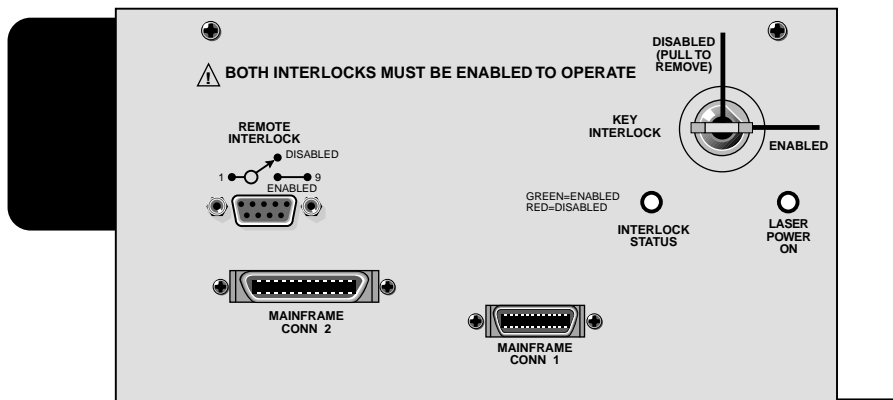 DISABLED
(PULL TO
REMOVE)
BOTH INTERLOCKS MUST BE ENABLED TO OPERATE
KEY
INTERLOCK
ENABLED
REMOTE
INTERLOCK
DISABLED
1
9
ENABLED
GREEN=ENABLED
RED=DISABLED
INTERLOCK
STATUS
LASER
POWER
ON
MAINFRAME
CONN 2
MAINFRAME
CONN 1